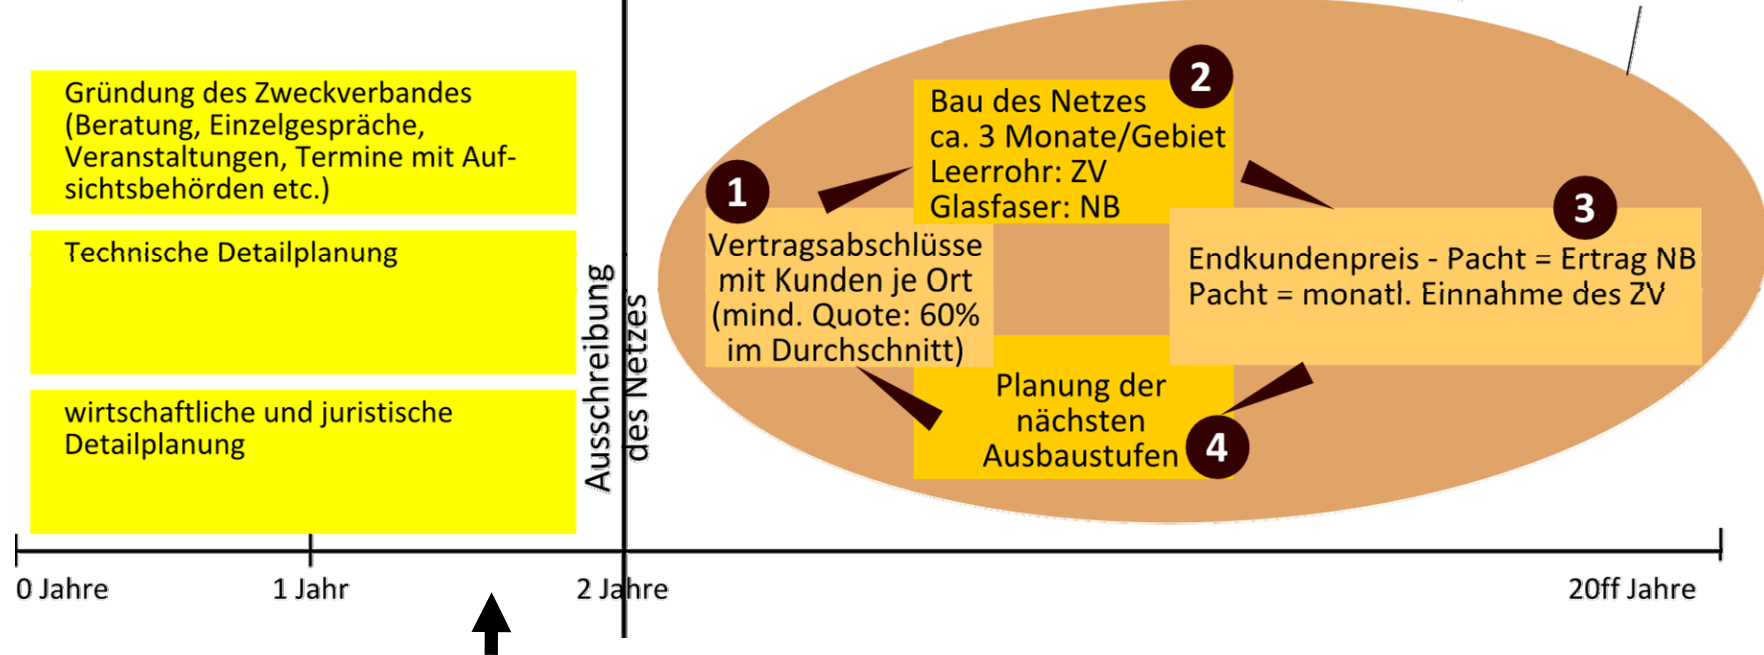 Gründung des Zweckverbandes
(Beratung, Einzelgespräche,
Veranstaltungen, Termine mit Auf-
sichtsbehörden etc.)
Technische Detailplanung
wirtschaftliche und juristische
Detailplanung
Ausschreibung
des Netzes
1
Vertragsabschlüsse
mit Kunden je Ort
(mind. Quote: 60%
im Durchschnitt)
2
Bau des Netzes
ca. 3 Monate/Gebiet
Leerrohr: ZV
Glasfaser: NB
3
Endkundenpreis - Pacht = Ertrag NB
Pacht = monatl. Einnahme des ZV
Planung der
nächsten
Ausbaustufen
4
0 Jahre
1 Jahr
2 Jahre
20ff Jahre